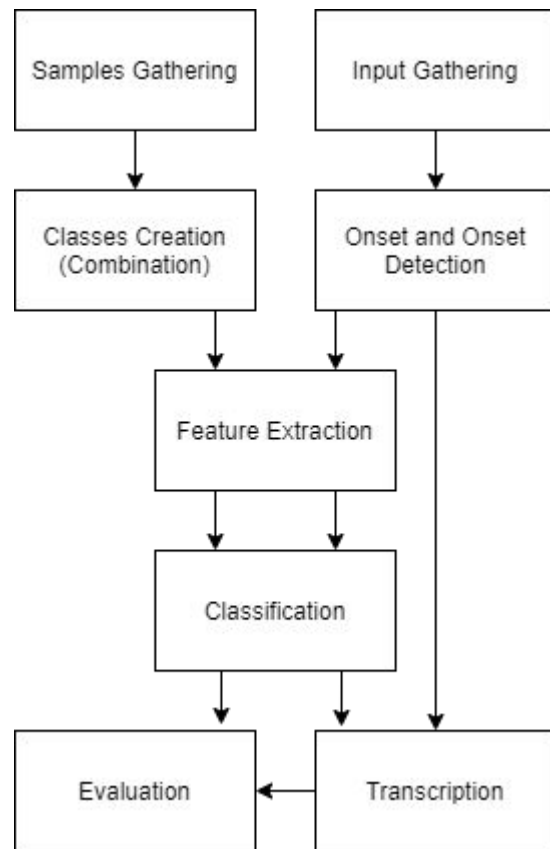 Samples Gathering
Input Gathering
Classes Creation
(Combination)
Onset and Onset
Detection
Feature Extraction
Classification
Evaluation
Transcription